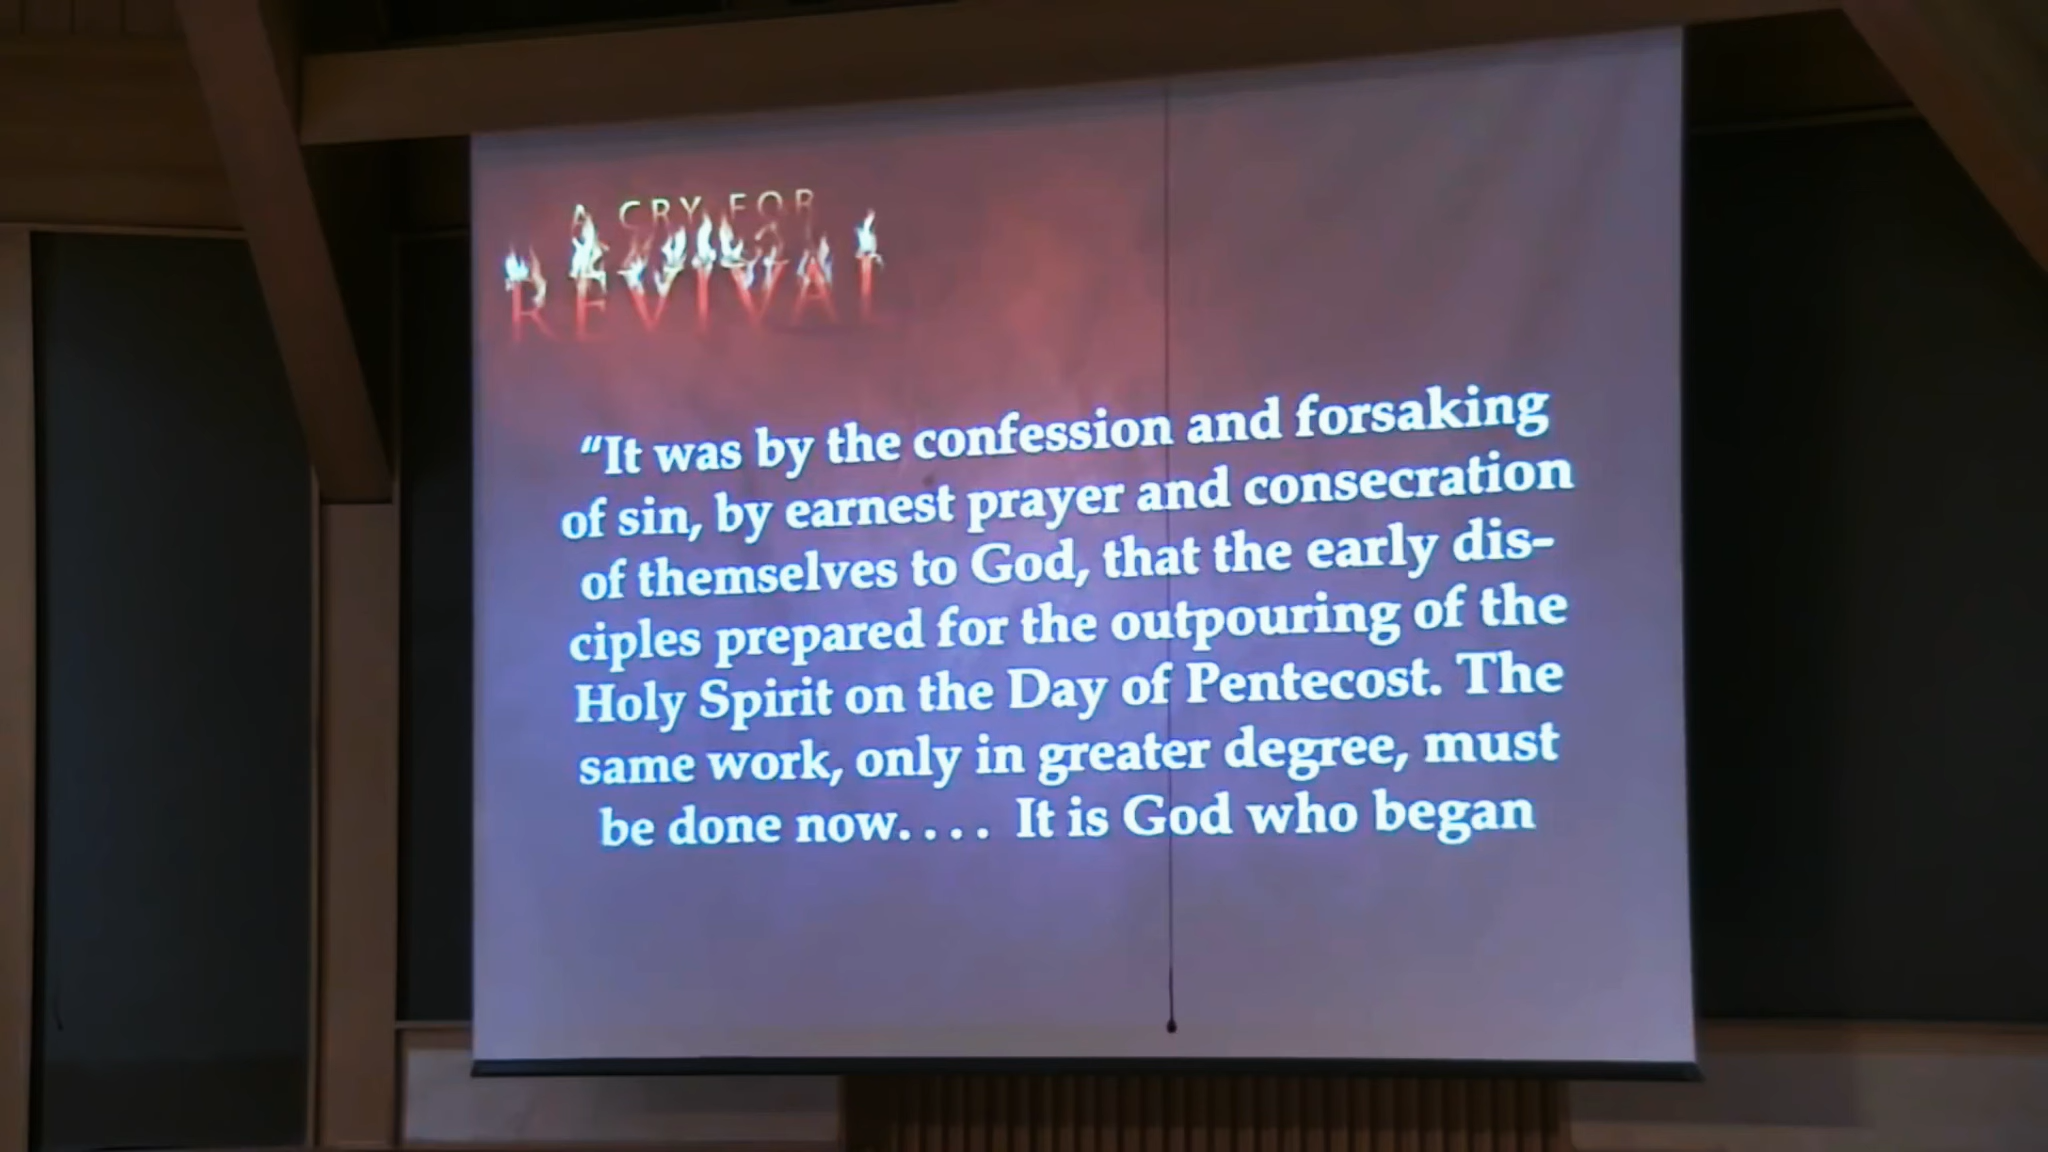 A CRY FOR
REVIVAL
“It was by the confession and forsaking
of sin, by earnest prayer and consecration
of themselves to God, that the early dis-
ciples prepared for the outpouring of the
Holy Spirit on the Day of Pentecost. The
same work, only in greater degree, must
be done now. . . .  It is God who began